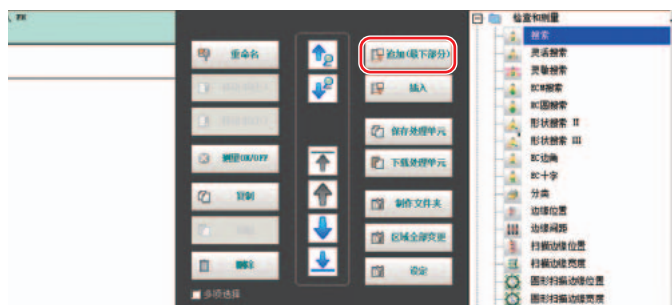 重命名
测量ON/OFF
复制
删除
多项选择
追加(最下部分)
插入
保存处理单元
下载处理单元
制作文件夹
区域全部变更
设定
检查和测量
搜索
灵活搜索
灵敏搜索
ECM搜索
EC圆搜索
形状搜索 II
形状搜索 III
EC边角
EC十字
分类
边缘位置
边缘间距
扫描边缘位置
扫描边缘宽度
圆形扫描边缘位置
圆形扫描边缘宽度